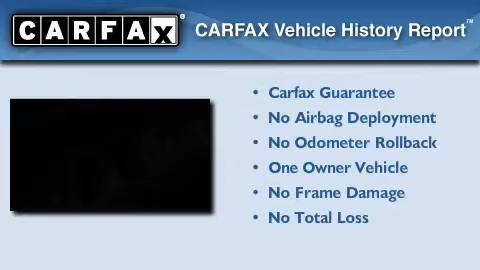 CARFAX® CARFAX Vehicle History Report™
• Carfax Guarantee
• No Airbag Deployment
• No Odometer Rollback
• One Owner Vehicle
• No Frame Damage
• No Total Loss